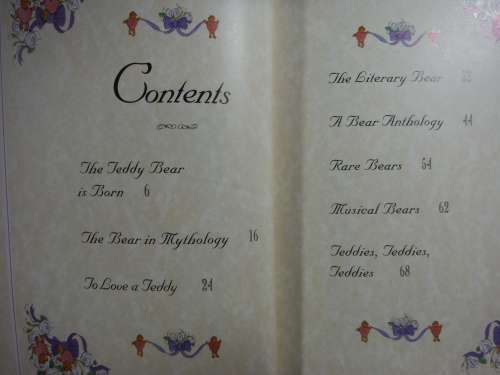 Contents
The Teddy Bear
is Born 6
The Bear in Mythology 16
To Love a Teddy 24
The Literary Bear
A Bear Anthology 44
Rare Bears 54
Musical Bears 62
Teddies, Teddies,
Teddies 68